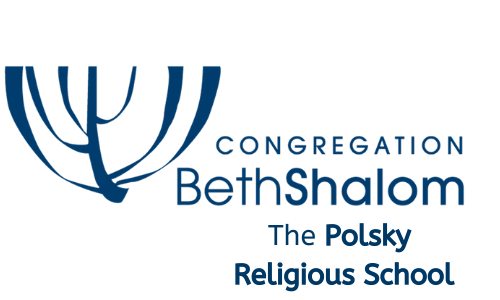 CONGREGATION
BethShalom
The Polsky
Religious School